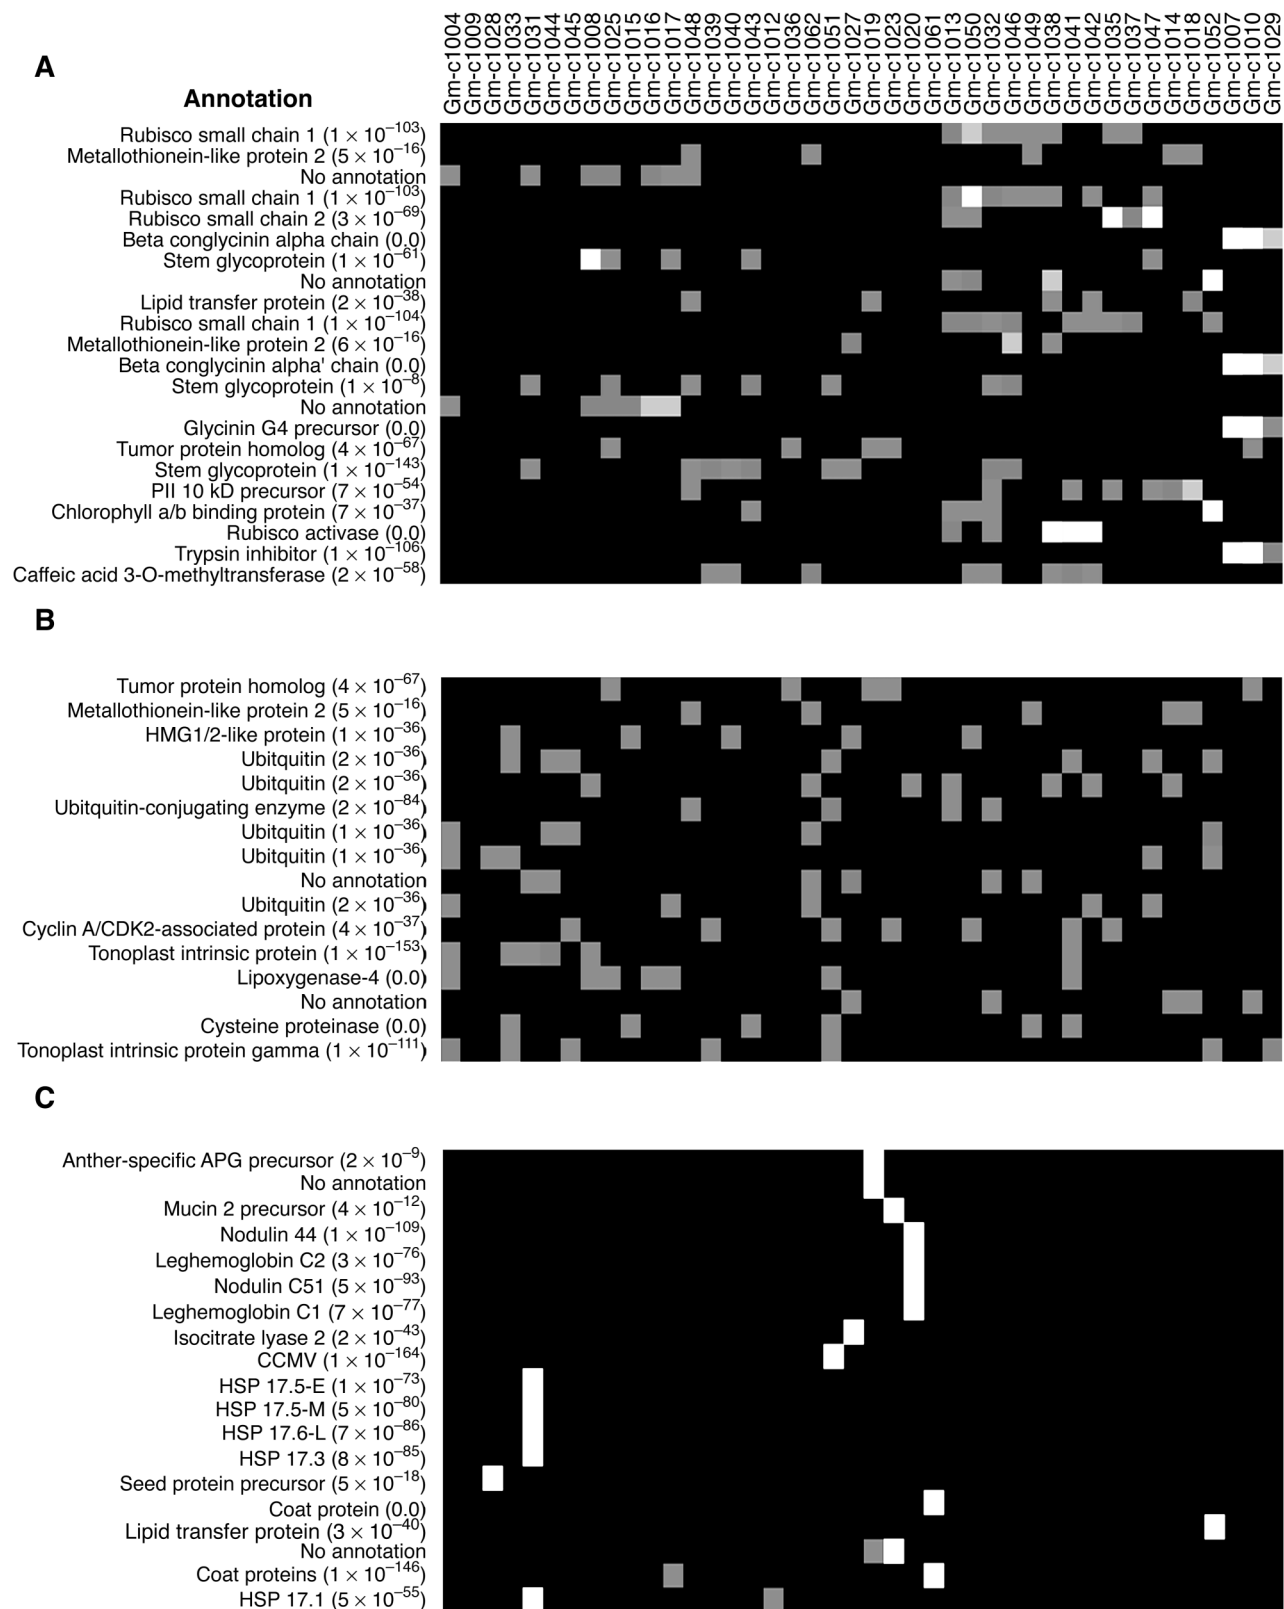 Gm-c1004
Gm-c1009
Gm-c1028
Gm-c1033
Gm-c1031
Gm-c1044
Gm-c1045
Gm-c1008
Gm-c1025
Gm-c1015
Gm-c1016
Gm-c1017
Gm-c1048
Gm-c1039
Gm-c1040
Gm-c1043
Gm-c1012
Gm-c1036
Gm-c1062
Gm-c1051
Gm-c1027
Gm-c1019
Gm-c1023
Gm-c1020
Gm-c1061
Gm-c1013
Gm-c1050
Gm-c1032
Gm-c1046
Gm-c1049
Gm-c1038
Gm-c1041
Gm-c1042
Gm-c1035
Gm-c1037
Gm-c1047
Gm-c1014
Gm-c1018
Gm-c1052
Gm-c1007
Gm-c1010
Gm-c1029
A
Annotation
Rubisco small chain 1 (1 × 10⁻¹⁰³)
Metallothionein-like protein 2 (5 × 10⁻¹⁶)
No annotation
Rubisco small chain 1 (1 × 10⁻¹⁰³)
Rubisco small chain 2 (3 × 10⁻⁶⁹)
Beta conglycinin alpha chain (0.0)
Stem glycoprotein (1 × 10⁻⁶¹)
No annotation
Lipid transfer protein (2 × 10⁻³⁸)
Rubisco small chain 1 (1 × 10⁻¹⁰⁴)
Metallothionein-like protein 2 (6 × 10⁻¹⁶)
Beta conglycinin alpha' chain (0.0)
Stem glycoprotein (1 × 10⁻⁸)
No annotation
Glycinin G4 precursor (0.0)
Tumor protein homolog (4 × 10⁻⁶⁷)
Stem glycoprotein (1 × 10⁻¹⁴³)
PII 10 kD precursor (7 × 10⁻⁵⁴)
Chlorophyll a/b binding protein (7 × 10⁻³⁷)
Rubisco activase (0.0)
Trypsin inhibitor (1 × 10⁻¹⁰⁶)
Caffeic acid 3-O-methyltransferase (2 × 10⁻⁵⁸)
B
Tumor protein homolog (4 × 10⁻⁶⁷)
Metallothionein-like protein 2 (5 × 10⁻¹⁶)
HMG1/2-like protein (1 × 10⁻³⁶)
Ubitquitin (2 × 10⁻³⁶)
Ubitquitin (2 × 10⁻³⁶)
Ubitquitin-conjugating enzyme (2 × 10⁻⁸⁴)
Ubitquitin (1 × 10⁻³⁶)
Ubitquitin (1 × 10⁻³⁶)
No annotation
Ubitquitin (2 × 10⁻³⁶)
Cyclin A/CDK2-associated protein (4 × 10⁻³⁷)
Tonoplast intrinsic protein (1 × 10⁻¹⁵³)
Lipoxygenase-4 (0.0)
No annotation
Cysteine proteinase (0.0)
Tonoplast intrinsic protein gamma (1 × 10⁻¹¹¹)
C
Anther-specific APG precursor (2 × 10⁻⁹)
No annotation
Mucin 2 precursor (4 × 10⁻¹²)
Nodulin 44 (1 × 10⁻¹⁰⁹)
Leghemoglobin C2 (3 × 10⁻⁷⁶)
Nodulin C51 (5 × 10⁻⁹³)
Leghemoglobin C1 (7 × 10⁻⁷⁷)
Isocitrate lyase 2 (2 × 10⁻⁴³)
CCMV (1 × 10⁻¹⁶⁴)
HSP 17.5-E (1 × 10⁻⁷³)
HSP 17.5-M (5 × 10⁻⁸⁰)
HSP 17.6-L (7 × 10⁻⁸⁶)
HSP 17.3 (8 × 10⁻⁸⁵)
Seed protein precursor (5 × 10⁻¹⁸)
Coat protein (0.0)
Lipid transfer protein (3 × 10⁻⁴⁰)
No annotation
Coat proteins (1 × 10⁻¹⁴⁶)
HSP 17.1 (5 × 10⁻⁵⁵)